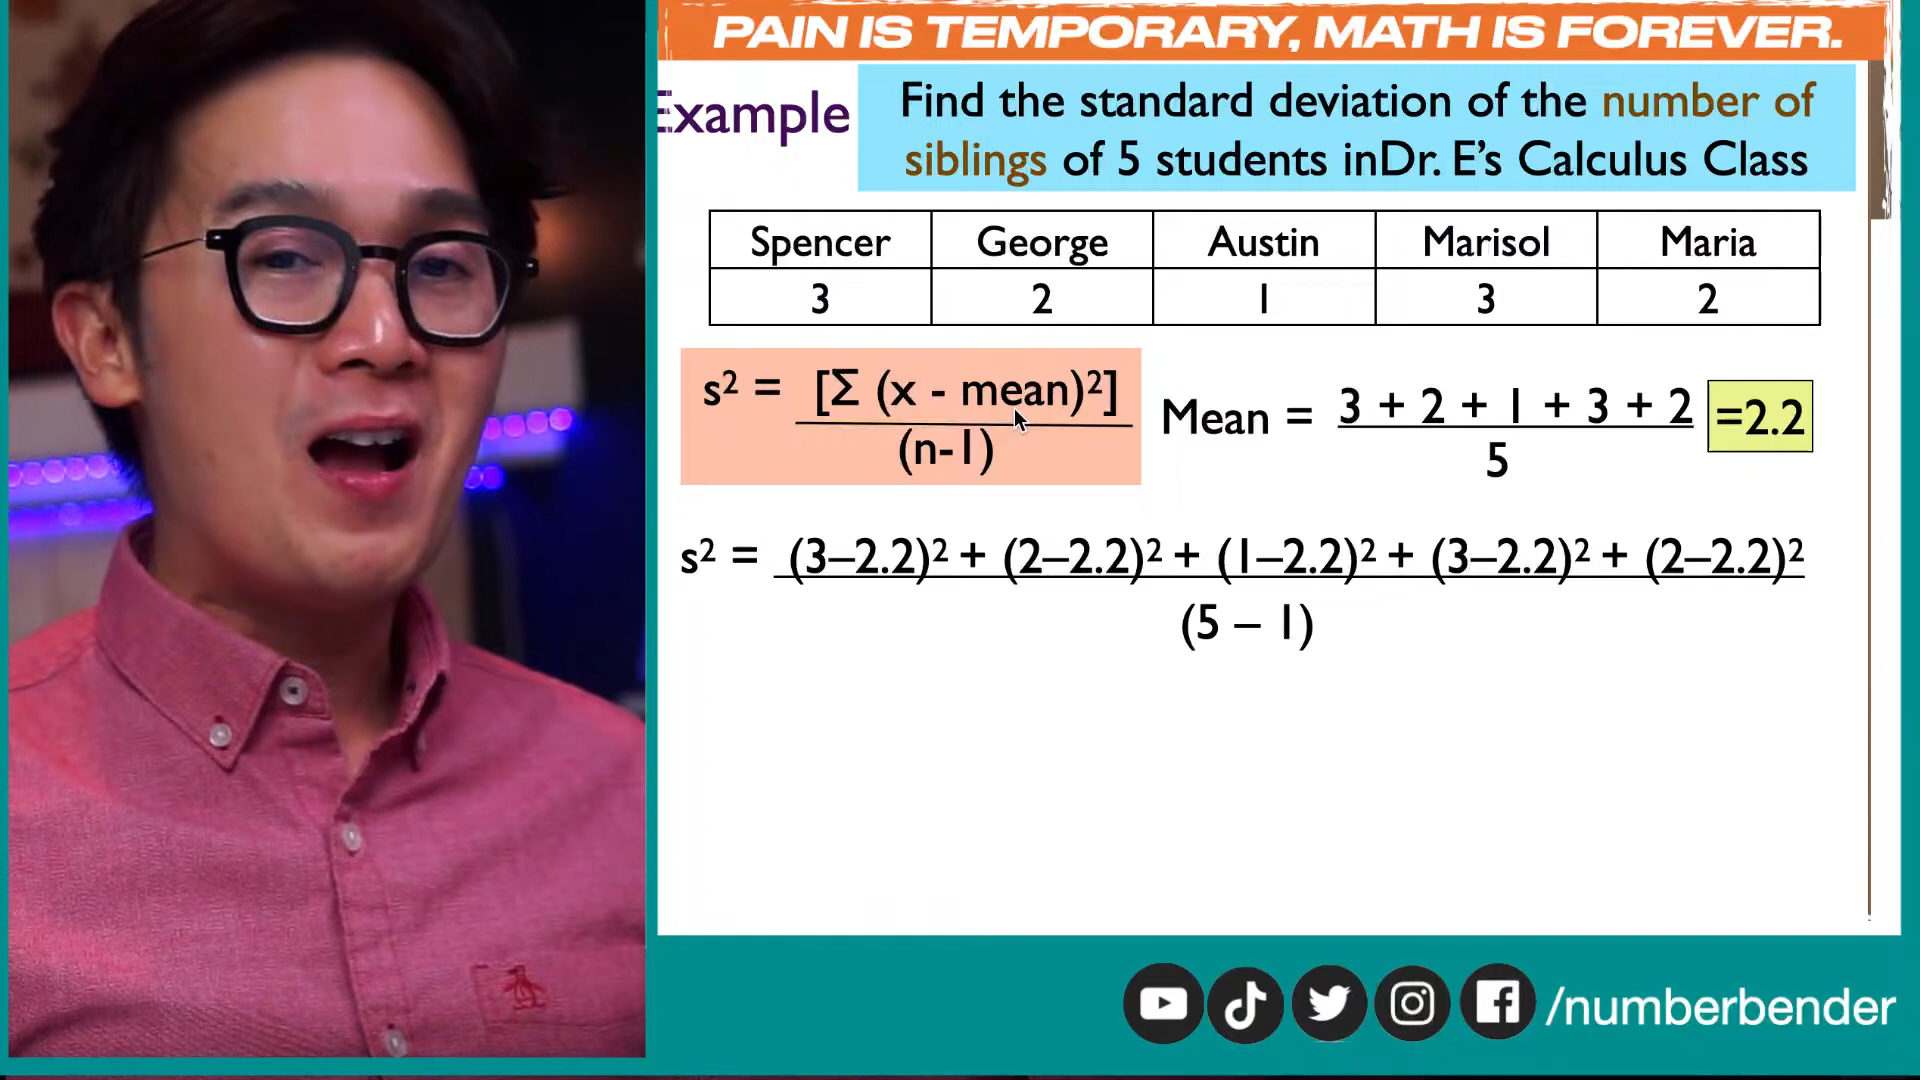 PAIN IS TEMPORARY, MATH IS FOREVER.
Example
Find the standard deviation of the number of
siblings of 5 students inDr. E’s Calculus Class
Spencer George Austin Marisol Maria
3 2 1 3 2
s² = [Σ (x - mean)²]
(n-1)
Mean = 3 + 2 + 1 + 3 + 2 =2.2
5
s² = (3–2.2)² + (2–2.2)² + (1–2.2)² + (3–2.2)² + (2–2.2)²
(5 – 1)
/numberbender